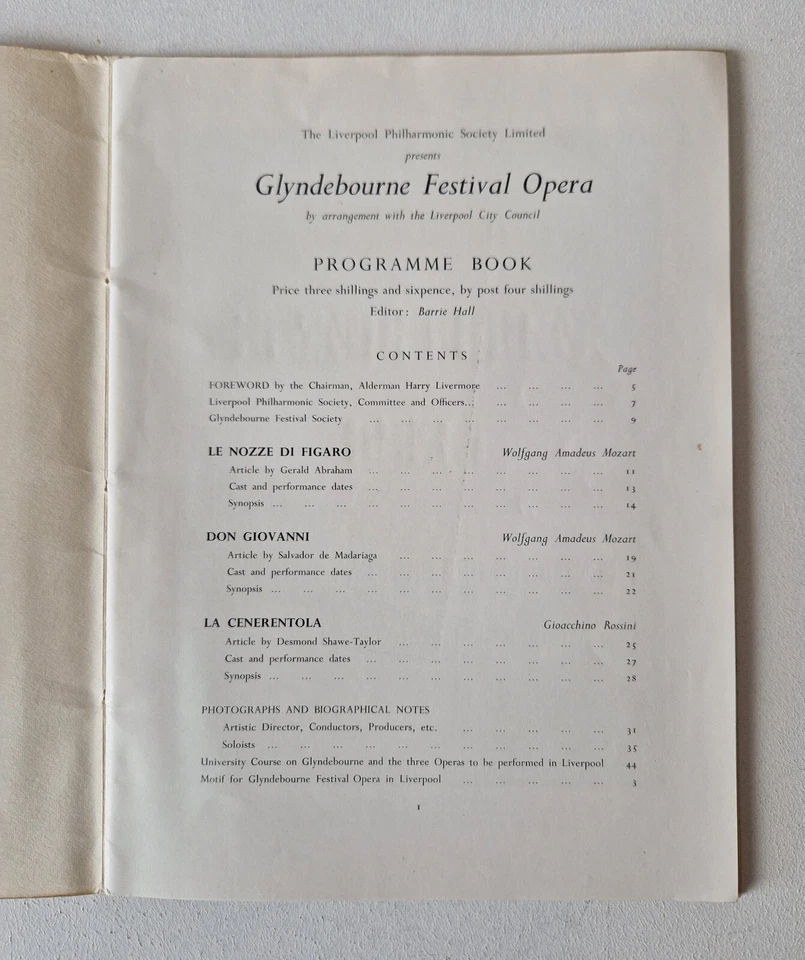 The Liverpool Philharmonic Society Limited
presents
Glyndebourne Festival Opera
by arrangement with the Liverpool City Council
PROGRAMME BOOK
Price three shillings and sixpence, by post four shillings
Editor: Barrie Hall
CONTENTS
Page
FOREWORD by the Chairman, Alderman Harry Livermore ... ... ... ... 5
Liverpool Philharmonic Society, Committee and Officers... ... ... ... ... 7
Glyndebourne Festival Society ... ... ... ... ... ... ... ... 9
LE NOZZE DI FIGARO Wolfgang Amadeus Mozart
Article by Gerald Abraham ... ... ... ... ... ... ... ... 11
Cast and performance dates ... ... ... ... ... ... ... ... 13
Synopsis ... ... ... ... ... ... ... ... ... ... ... 14
DON GIOVANNI Wolfgang Amadeus Mozart
Article by Salvador de Madariaga ... ... ... ... ... ... ... 19
Cast and performance dates ... ... ... ... ... ... ... ... 21
Synopsis ... ... ... ... ... ... ... ... ... ... ... 22
LA CENERENTOLA Gioacchino Rossini
Article by Desmond Shawe-Taylor ... ... ... ... ... ... ... 25
Cast and performance dates ... ... ... ... ... ... ... ... 27
Synopsis ... ... ... ... ... ... ... ... ... ... ... 28
PHOTOGRAPHS AND BIOGRAPHICAL NOTES
Artistic Director, Conductors, Producers, etc. ... ... ... ... ... 31
Soloists ... ... ... ... ... ... ... ... ... ... ... 35
University Course on Glyndebourne and the three Operas to be performed in Liverpool 44
Motif for Glyndebourne Festival Opera in Liverpool ... ... ... ... ... 3
1